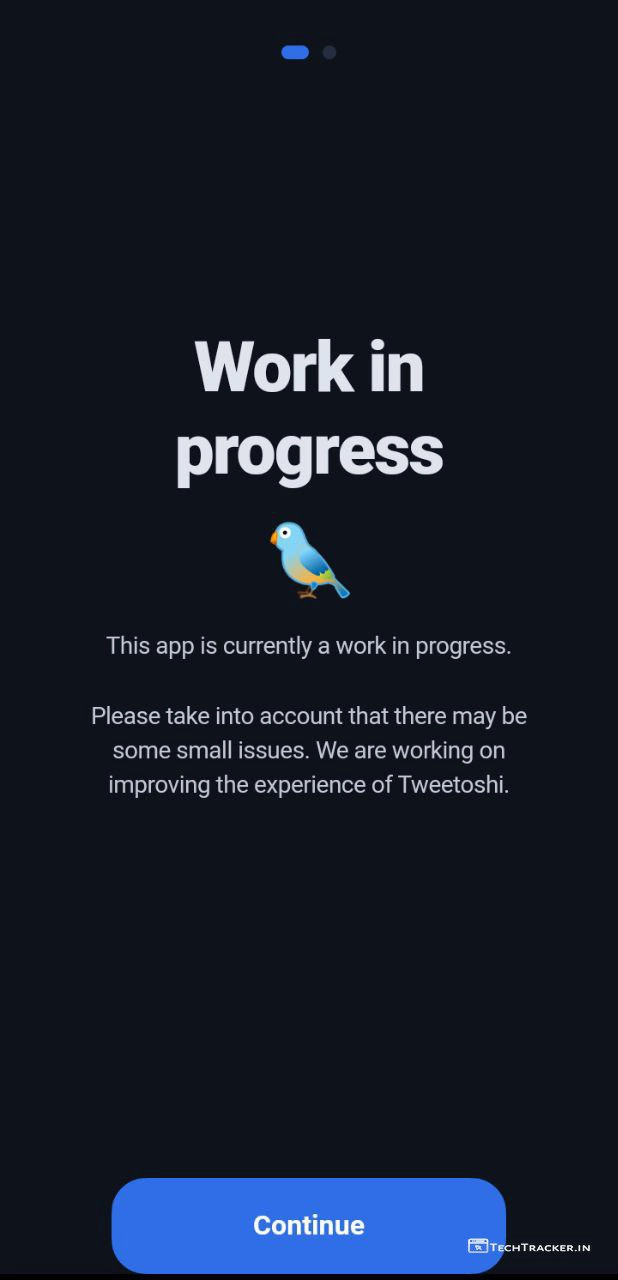 Work in
progress
This app is currently a work in progress.
Please take into account that there may be
some small issues. We are working on
improving the experience of Tweetoshi.
Continue
TechTracker.in